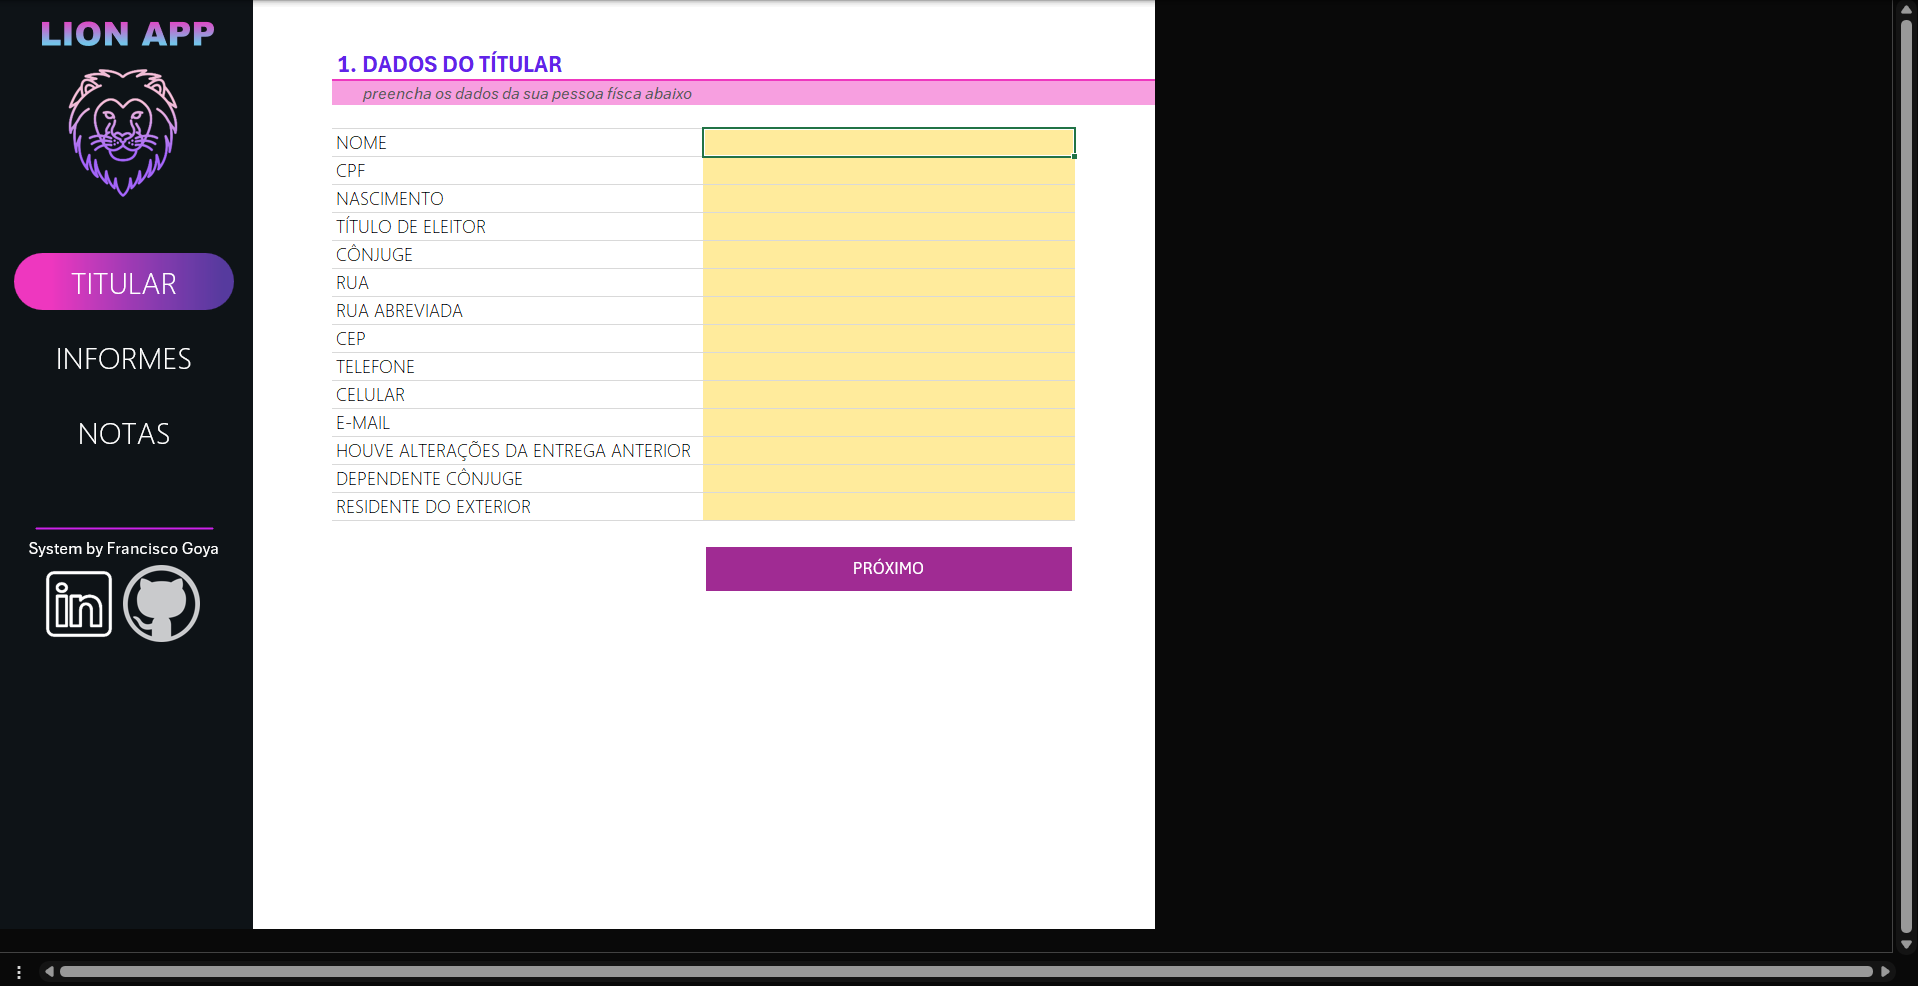 LION APP
TITULAR
INFORMES
NOTAS
System by Francisco Goya
in
1. DADOS DO TÍTULAR
preencha os dados da sua pessoa físca abaixo
NOME
CPF
NASCIMENTO
TÍTULO DE ELEITOR
CÔNJUGE
RUA
RUA ABREVIADA
CEP
TELEFONE
CELULAR
E-MAIL
HOUVE ALTERAÇÕES DA ENTREGA ANTERIOR
DEPENDENTE CÔNJUGE
RESIDENTE DO EXTERIOR
PRÓXIMO